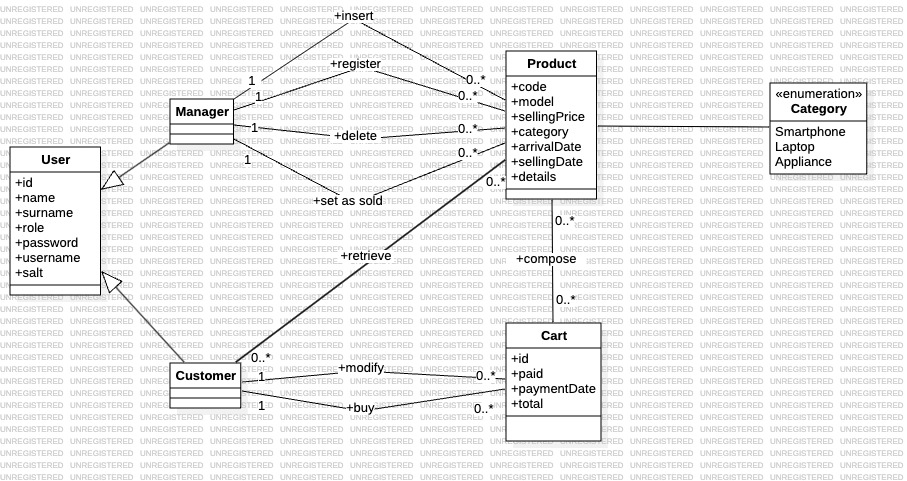 +insert
+register
Manager
1
1
1
1
+delete
+set as sold
0..*
0..*
0..*
0..*
0..*
Product
+code
+model
+sellingPrice
+category
+arrivalDate
+sellingDate
+details
«enumeration»
Category
Smartphone
Laptop
Appliance
User
+id
+name
+surname
+role
+password
+username
+salt
+retrieve
0..*
+compose
0..*
0..*
Customer
1
1
+modify
+buy
0..*
0..*
Cart
+id
+paid
+paymentDate
+total
UNREGISTERED